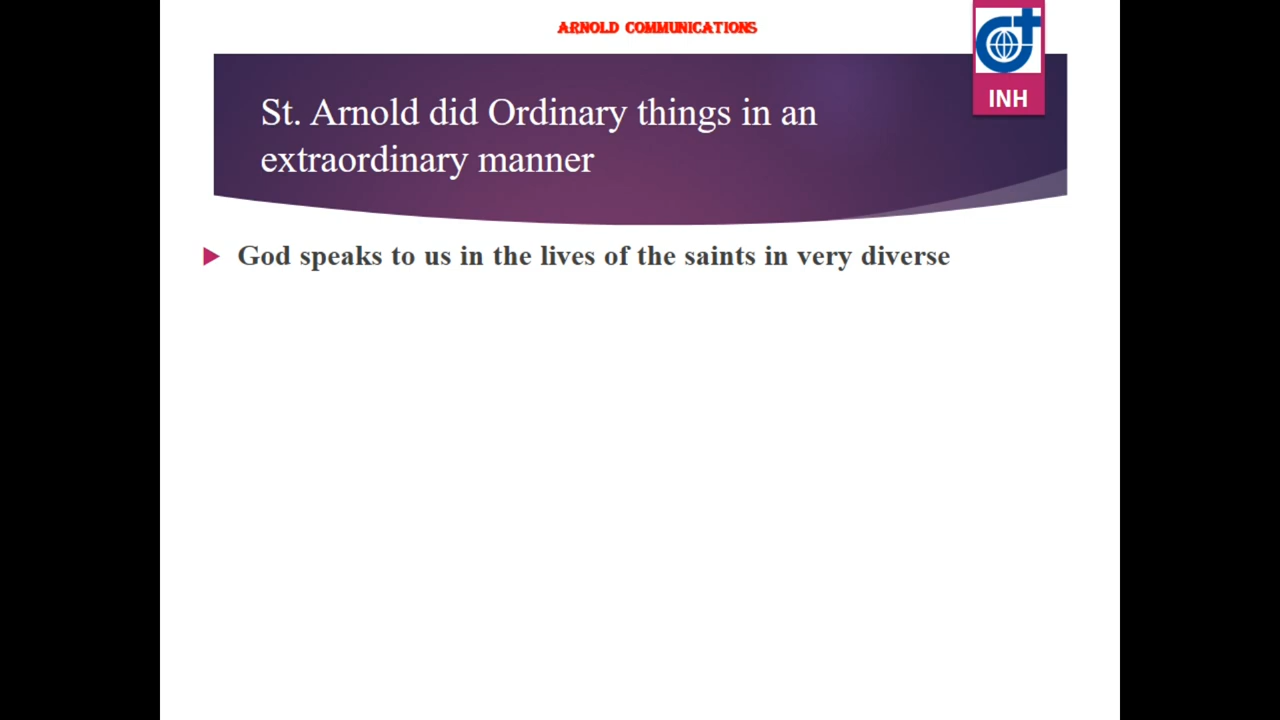 ARNOLD COMMUNICATIONS
INH
St. Arnold did Ordinary things in an
extraordinary manner
God speaks to us in the lives of the saints in very diverse